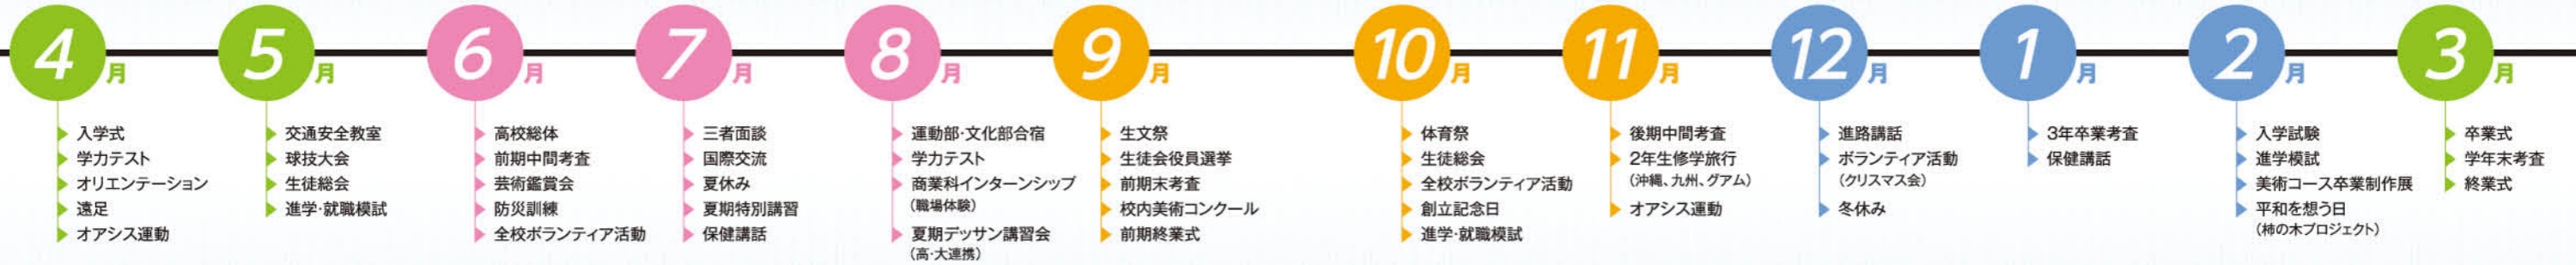 4月
入学式
学力テスト
オリエンテーション
遠足
オアシス運動
5月
交通安全教室
球技大会
生徒総会
進学・就職模試
6月
高校総体
前期中間考査
芸術鑑賞会
防災訓練
全校ボランティア活動
7月
三者面談
国際交流
夏休み
夏期特別講習
保健講話
8月
運動部・文化部合宿
学力テスト
商業科インターンシップ
（職場体験）
夏期デッサン講習会
（高・大連携）
9月
生文祭
生徒会役員選挙
前期末考査
校内美術コンクール
前期終業式
10月
体育祭
生徒総会
全校ボランティア活動
創立記念日
進学・就職模試
11月
後期中間考査
2年生修学旅行
（沖縄、九州、グアム）
オアシス運動
12月
進路講話
ボランティア活動
（クリスマス会）
冬休み
1月
3年卒業考査
保健講話
2月
入学試験
進学模試
美術コース卒業制作展
平和を想う日
（柿の木プロジェクト）
3月
卒業式
学年末考査
終業式